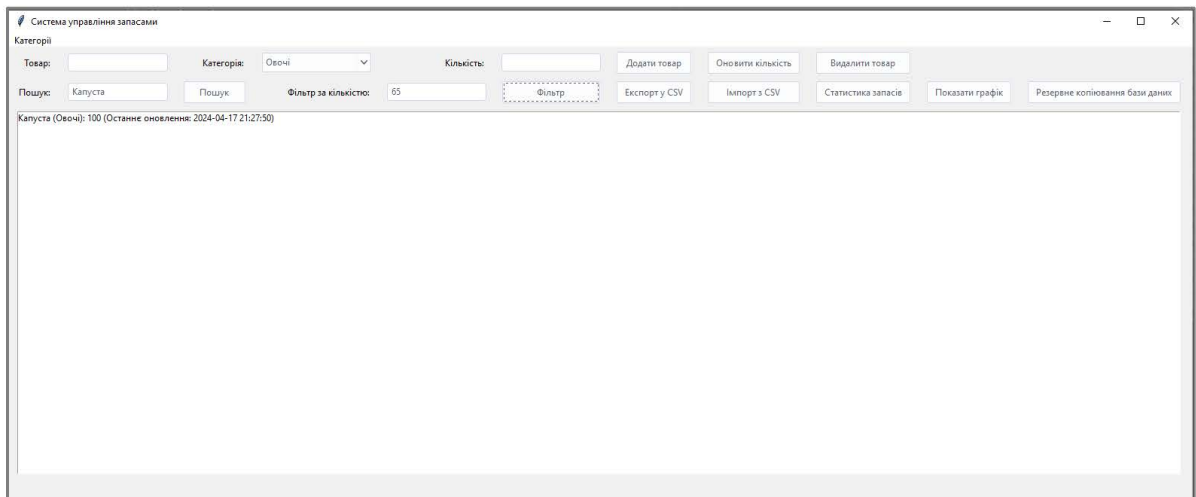 Система управління запасами
Категорії
Товар: Категорія: Овочі Кількість: Додати товар Оновити кількість Видалити товар
Пошук: Капуста Пошук Фільтр за кількістю: 65 Фільтр Експорт у CSV Імпорт з CSV Статистика запасів Показати графік Резервне копіювання бази даних
Капуста (Овочі): 100 (Останнє оновлення: 2024-04-17 21:27:50)